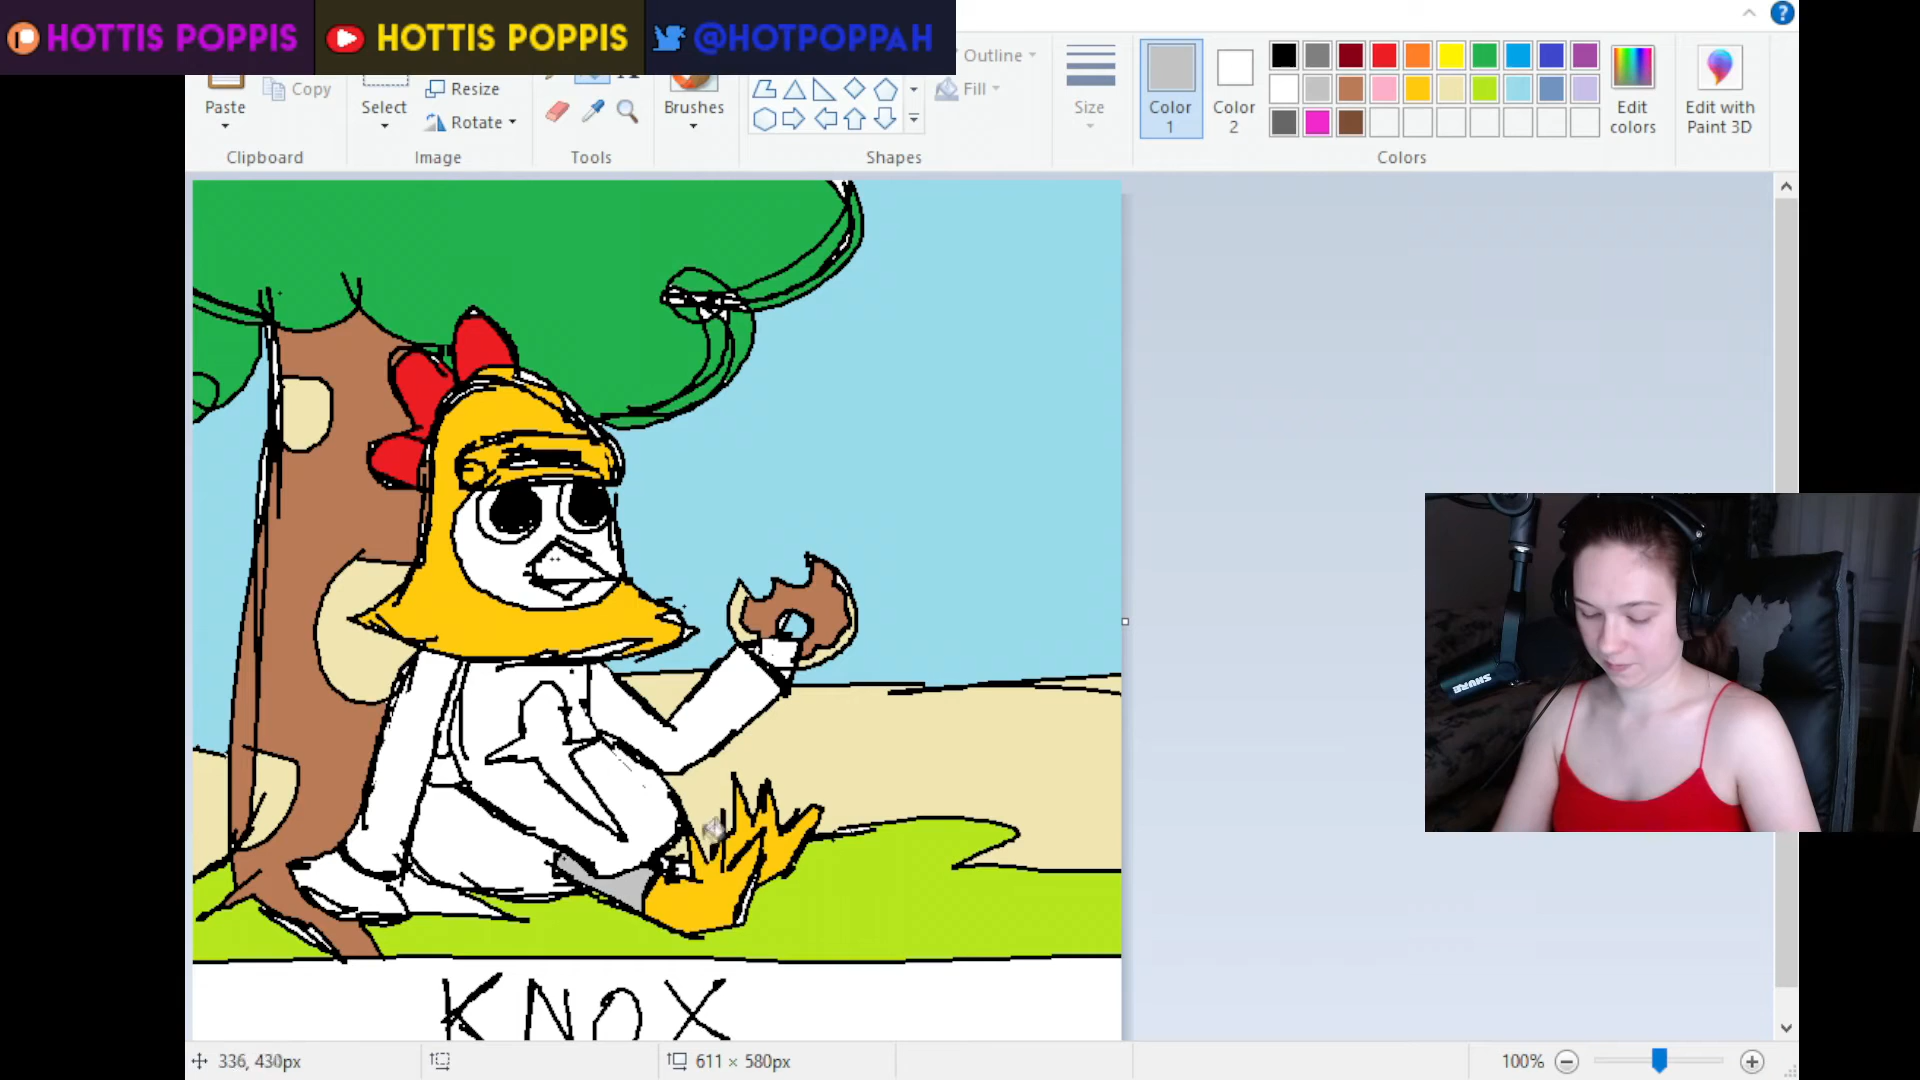 HOTTIS POPPIS
HOTTIS POPPIS
@HOTPOPPAH
Outline
Copy
Resize
Fill
Paste
Select
Rotate
Brushes
Size
Color 1
Color 2
Edit colors
Edit with Paint 3D
Clipboard
Image
Tools
Shapes
Colors
SHURE
KNOX
336, 430px
611 × 580px
100%